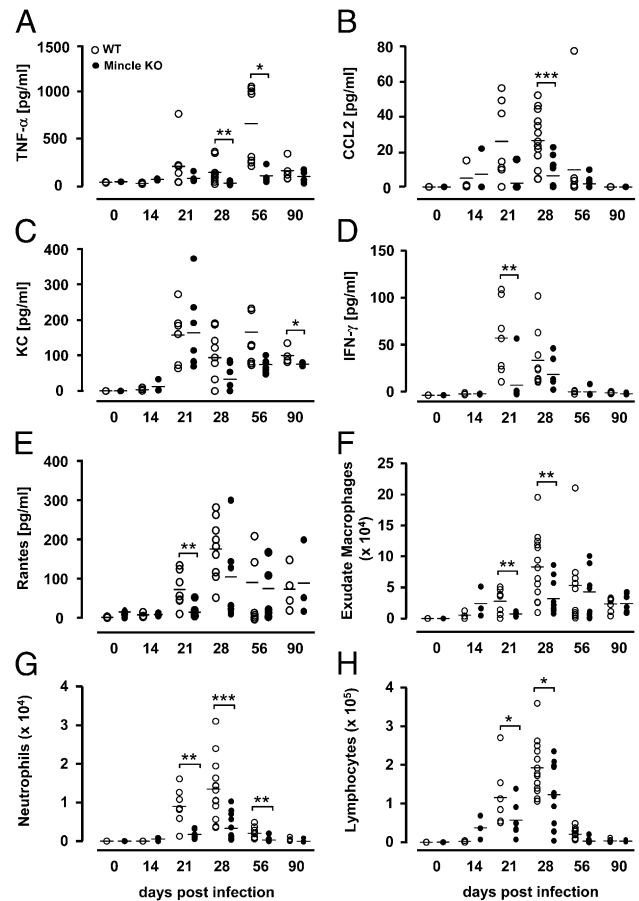 A
B
1500
1000
500
0
TNF-α [pg/ml]
WT
Mincle KO
**
*
0 14 21 28 56 90
60
40
20
0
CCL2 [pg/ml]
***
0 14 21 28 56 90
C
D
400
300
200
100
0
KC [pg/ml]
*
0 14 21 28 56 90
150
100
50
0
IFN-γ [pg/ml]
**
0 14 21 28 56 90
E
F
400
300
200
100
0
Rantes [pg/ml]
**
0 14 21 28 56 90
25
20
15
10
5
0
Exudate Macrophages
(x 10⁴)
**
**
0 14 21 28 56 90
G
H
4
3
2
1
0
Neutrophils (x 10⁴)
**
***
**
0 14 21 28 56 90
days post infection
4
3
2
1
0
Lymphocytes (x 10⁵)
*
*
0 14 21 28 56 90
days post infection